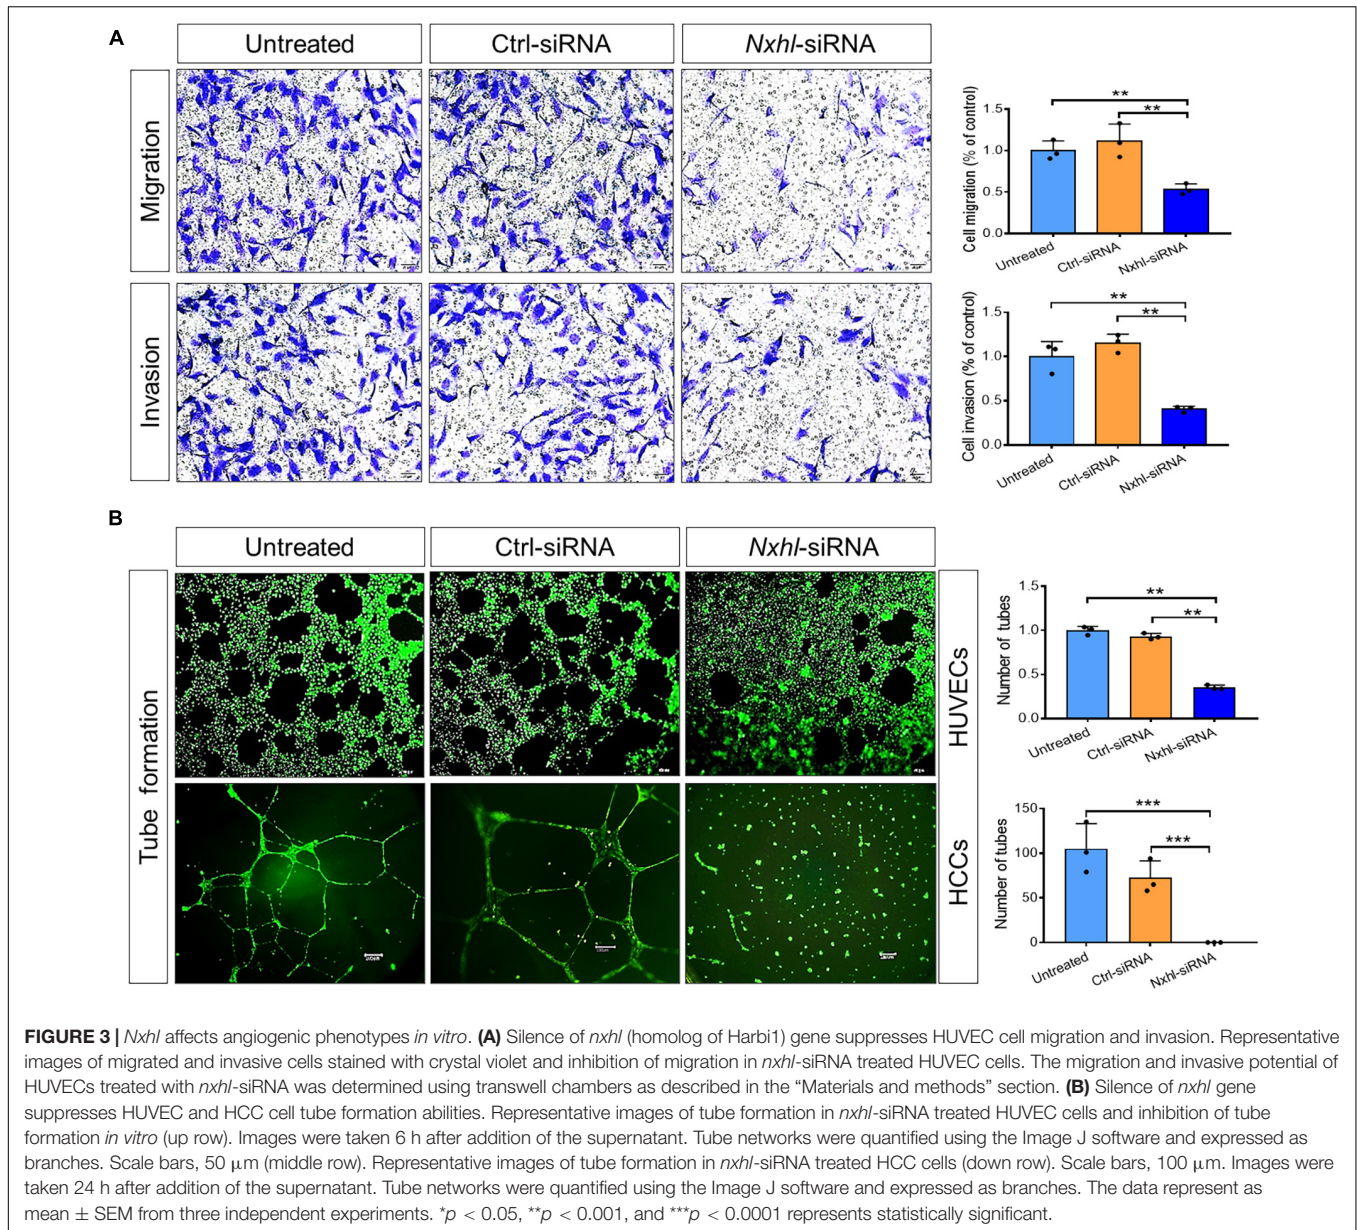 A
Untreated
Ctrl-siRNA
Nxhl-siRNA
Migration
Invasion
Cell migration (% of control)
1.5
1.0
0.5
0.0
**
**
Untreated
Ctrl-siRNA
Nxhl-siRNA
Cell invasion (% of control)
1.5
1.0
0.5
0.0
**
**
Untreated
Ctrl-siRNA
Nxhl-siRNA
B
Untreated
Ctrl-siRNA
Nxhl-siRNA
Tube formation
HUVECs
HCCs
Number of tubes
1.5
1.0
0.5
0.0
**
**
Untreated
Ctrl-siRNA
Nxhl-siRNA
Number of tubes
150
100
50
0
***
***
Untreated
Ctrl-siRNA
Nxhl-siRNA
FIGURE 3 | Nxhl affects angiogenic phenotypes in vitro. (A) Silence of nxhl (homolog of Harbi1) gene suppresses HUVEC cell migration and invasion. Representative
images of migrated and invasive cells stained with crystal violet and inhibition of migration in nxhl-siRNA treated HUVEC cells. The migration and invasive potential of
HUVECs treated with nxhl-siRNA was determined using transwell chambers as described in the “Materials and methods” section. (B) Silence of nxhl gene
suppresses HUVEC and HCC cell tube formation abilities. Representative images of tube formation in nxhl-siRNA treated HUVEC cells and inhibition of tube
formation in vitro (up row). Images were taken 6 h after addition of the supernatant. Tube networks were quantified using the Image J software and expressed as
branches. Scale bars, 50 μm (middle row). Representative images of tube formation in nxhl-siRNA treated HCC cells (down row). Scale bars, 100 μm. Images were
taken 24 h after addition of the supernatant. Tube networks were quantified using the Image J software and expressed as branches. The data represent as
mean ± SEM from three independent experiments. *p < 0.05, **p < 0.001, and ***p < 0.0001 represents statistically significant.